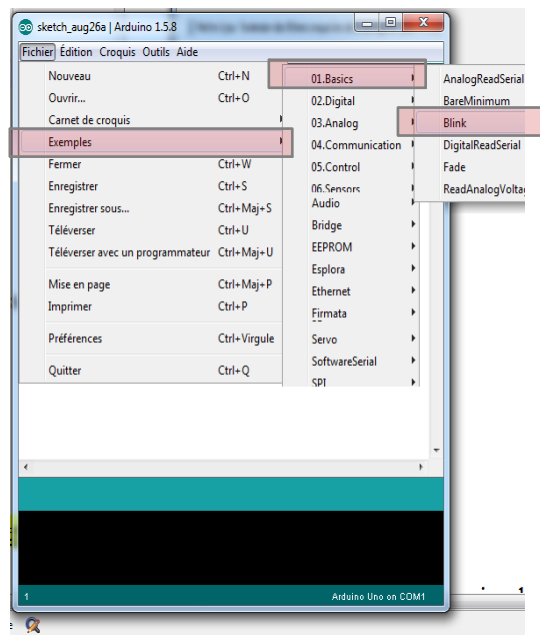 sketch_aug26a | Arduino 1.5.8
Fichier Édition Croquis Outils Aide
Nouveau Ctrl+N
Ouvrir... Ctrl+O
Carnet de croquis
Exemples
Fermer Ctrl+W
Enregistrer Ctrl+S
Enregistrer sous... Ctrl+Maj+S
Téléverser Ctrl+U
Téléverser avec un programmateur Ctrl+Maj+U
Mise en page Ctrl+Maj+P
Imprimer Ctrl+P
Préférences Ctrl+Virgule
Quitter Ctrl+Q
01.Basics
02.Digital
03.Analog
04.Communication
05.Control
06.Sensors
Audio
Bridge
EEPROM
Esplora
Ethernet
Firmata
Servo
SoftwareSerial
SPI
AnalogReadSerial
BareMinimum
Blink
DigitalReadSerial
Fade
ReadAnalogVolta
1 Arduino Uno on COM1